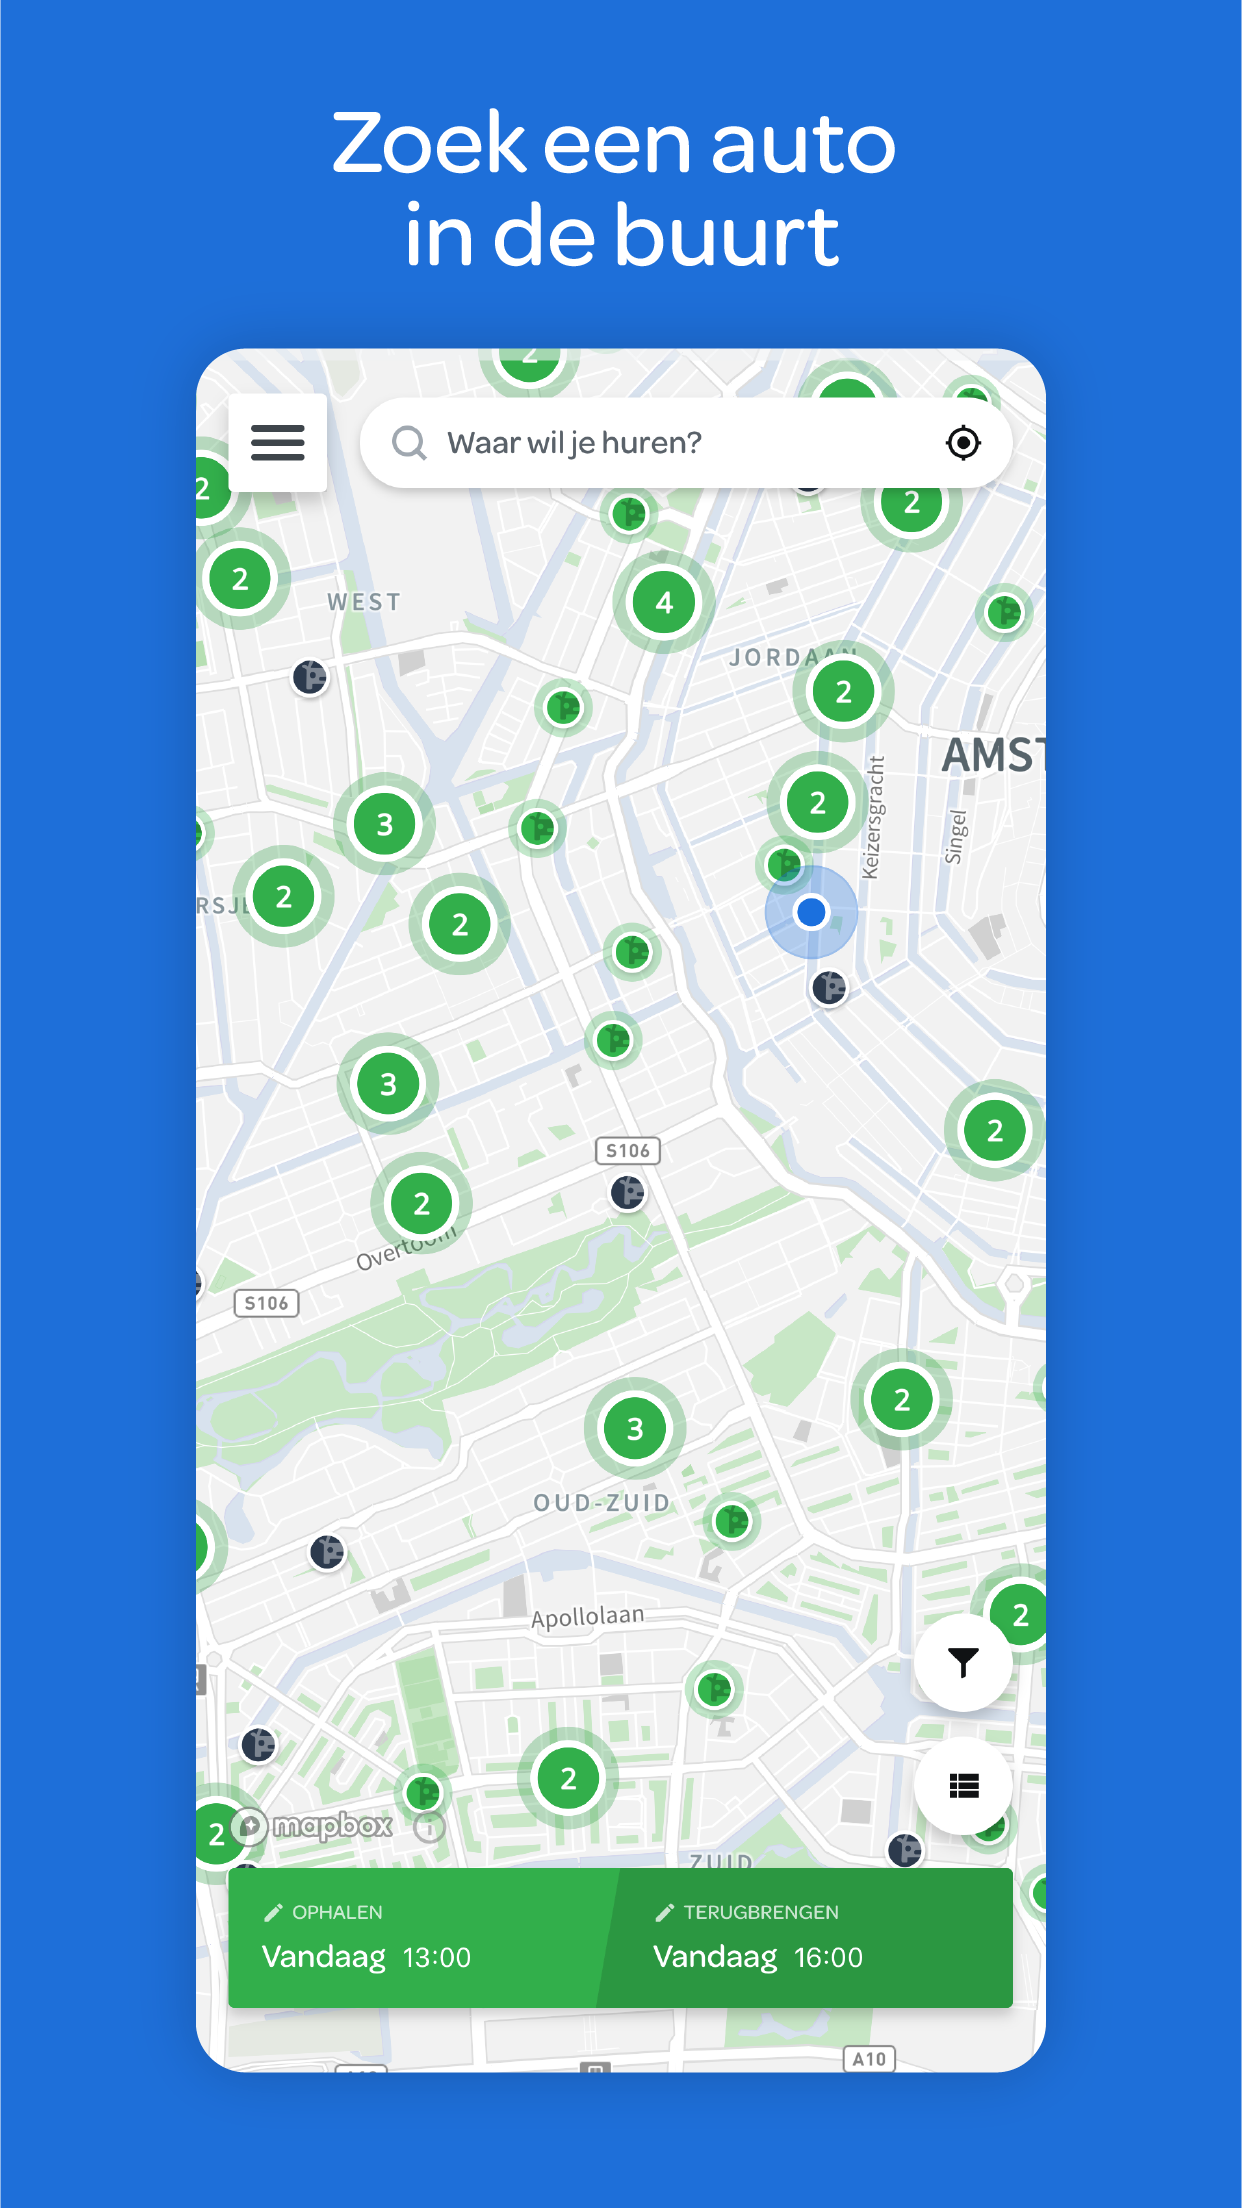 Zoek een auto
in de buurt
2
Waar wil je huren?
2
2
2
WEST
4
JORDAAN
2
AMST
2
Keizersgracht
Singel
3
2
RSJE
2
3
2
S106
2
Overtoom
S106
2
3
OUD-ZUID
2
Apollolaan
2
2
mapbox
ZUID
OPHALEN
TERUGBRENGEN
Vandaag 13:00
Vandaag 16:00
A10